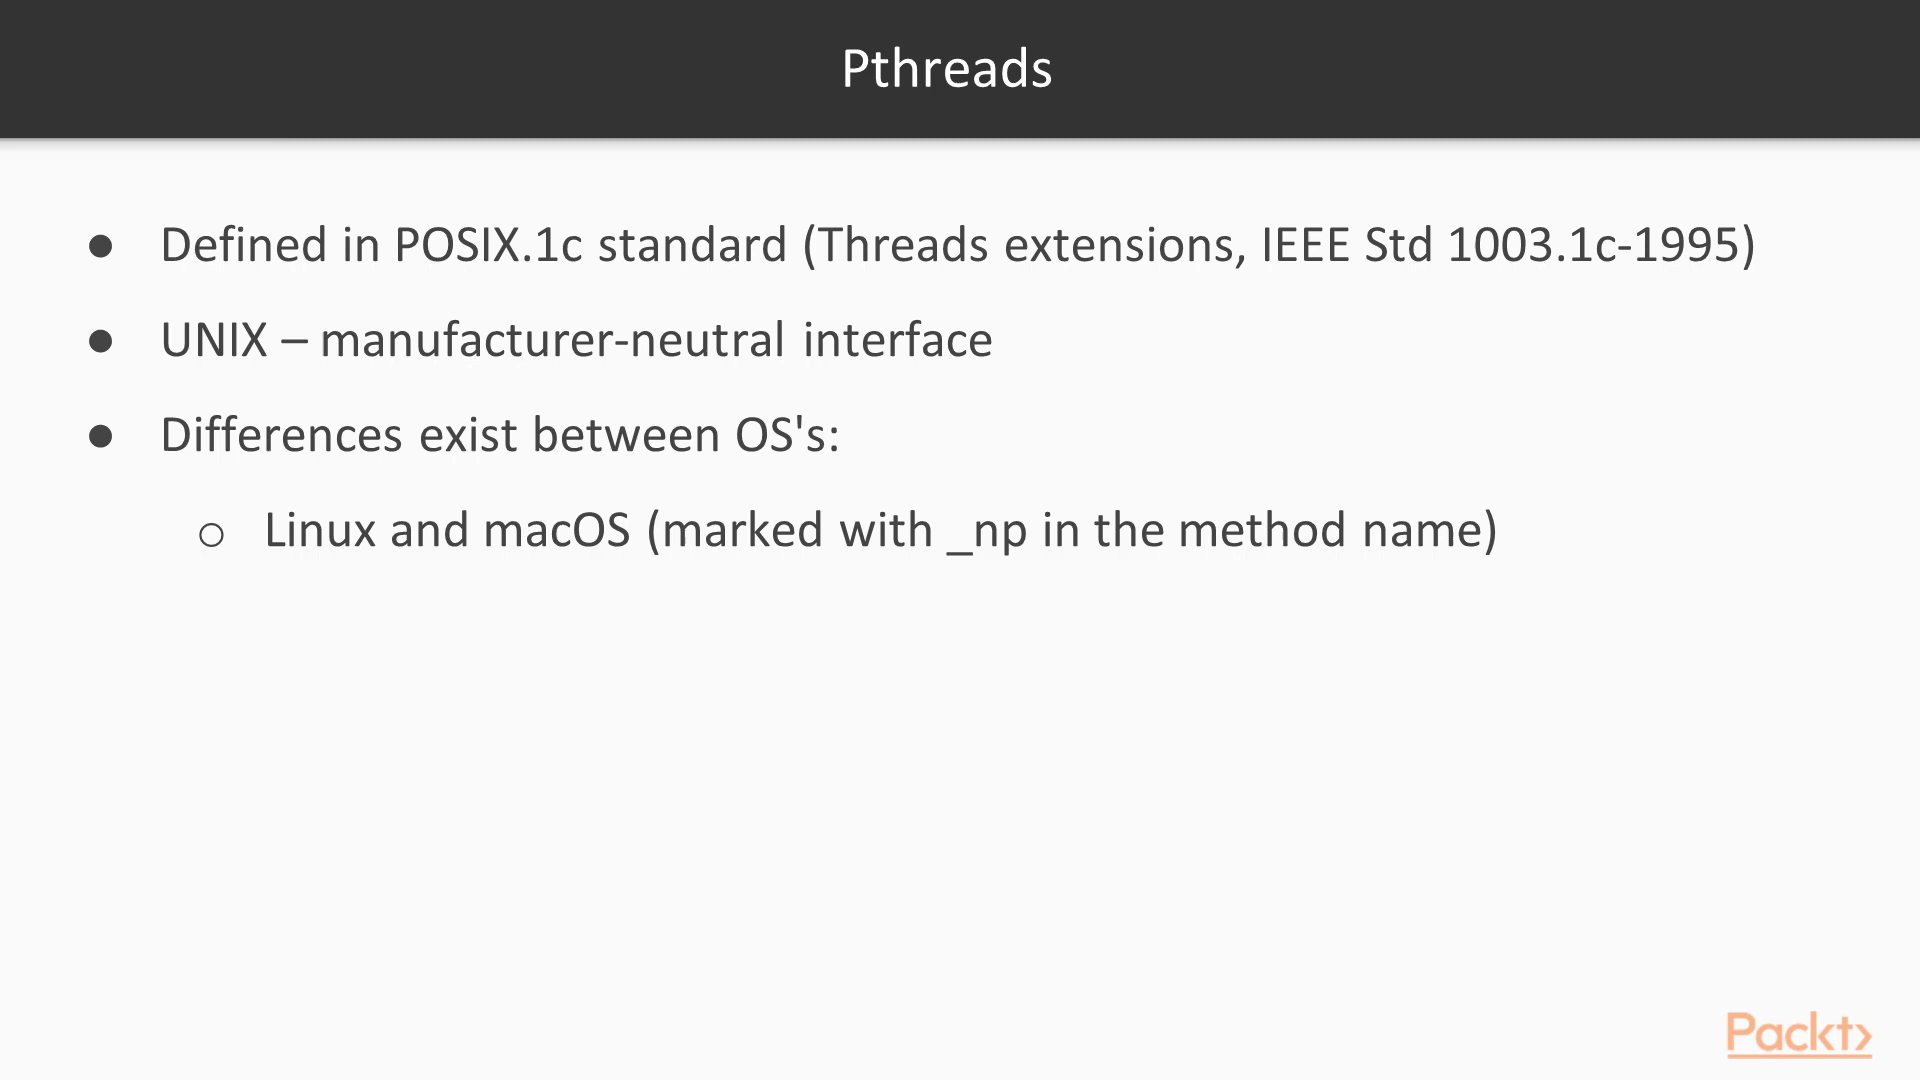 Pthreads
● Defined in POSIX.1c standard (Threads extensions, IEEE Std 1003.1c-1995)
● UNIX – manufacturer-neutral interface
● Differences exist between OS's:
○ Linux and macOS (marked with _np in the method name)
Packt>